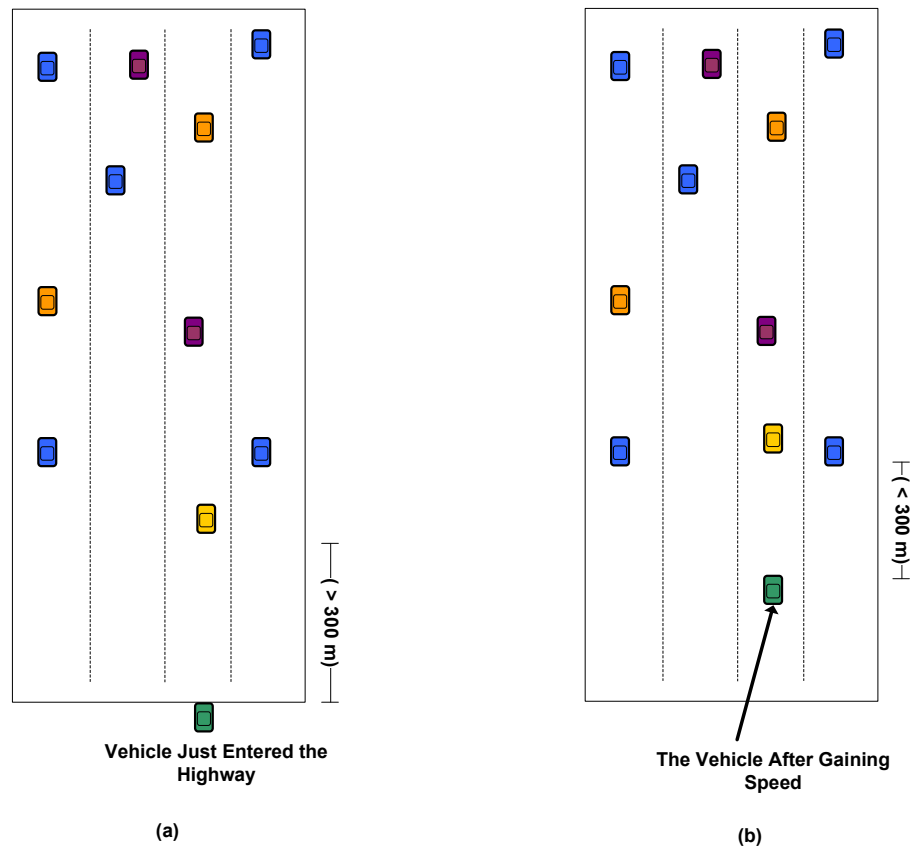 ( > 300 m)
Vehicle Just Entered the
Highway
(a)
( < 300 m)
The Vehicle After Gaining
Speed
(b)